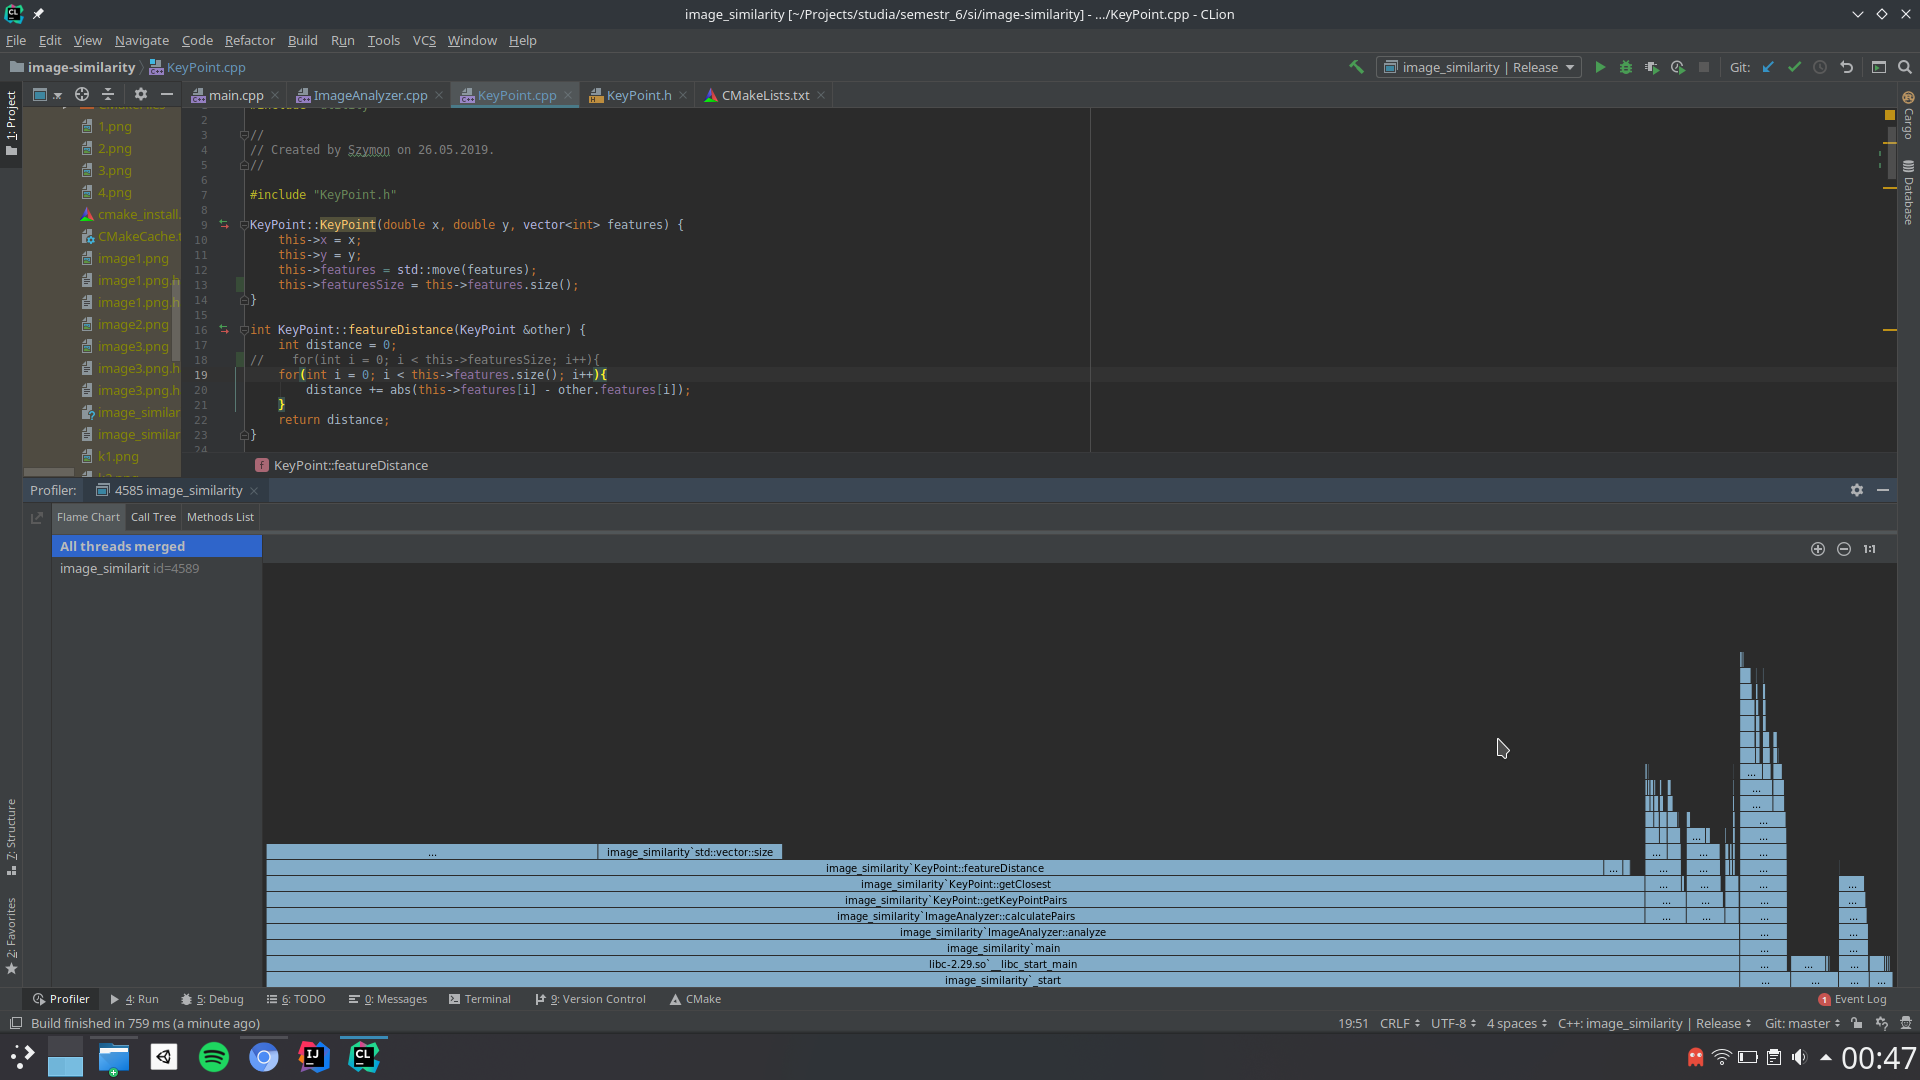 image_similarity [~/Projects/studia/semestr_6/si/image-similarity] - .../KeyPoint.cpp - CLion
File Edit View Navigate Code Refactor Build Run Tools VCS Window Help
image-similarity KeyPoint.cpp
image_similarity | Release
Git:
main.cpp ImageAnalyzer.cpp KeyPoint.cpp KeyPoint.h CMakeLists.txt
1: Project
7: Structure
2: Favorites
Cargo
Database
1.png
2.png
3.png
4.png
cmake_install.
CMakeCache.t
image1.png
image1.png.h
image1.png.h
image2.png
image3.png
image3.png.h
image3.png.h
image_similar
image_similar
k1.png
2
3 //
4 // Created by Szymon on 26.05.2019.
5 //
6
7 #include "KeyPoint.h"
8
9 KeyPoint::KeyPoint(double x, double y, vector<int> features) {
10 this->x = x;
11 this->y = y;
12 this->features = std::move(features);
13 this->featuresSize = this->features.size();
14 }
15
16 int KeyPoint::featureDistance(KeyPoint &other) {
17 int distance = 0;
18 // for(int i = 0; i < this->featuresSize; i++){
19 for(int i = 0; i < this->features.size(); i++){
20 distance += abs(this->features[i] - other.features[i]);
21 }
22 return distance;
23 }
24
f KeyPoint::featureDistance
Profiler: 4585 image_similarity
Flame Chart Call Tree Methods List
All threads merged
image_similarit id=4589
1:1
... image_similarity`std::vector::size
image_similarity`KeyPoint::featureDistance
image_similarity`KeyPoint::getClosest
image_similarity`KeyPoint::getKeyPointPairs
image_similarity`ImageAnalyzer::calculatePairs
image_similarity`ImageAnalyzer::analyze
image_similarity`main
libc-2.29.so`__libc_start_main
image_similarity`_start
Profiler 4: Run 5: Debug 6: TODO 0: Messages Terminal 9: Version Control CMake 1 Event Log
Build finished in 759 ms (a minute ago) 19:51 CRLF UTF-8 4 spaces C++: image_similarity | Release Git: master
IJ CL 00:47